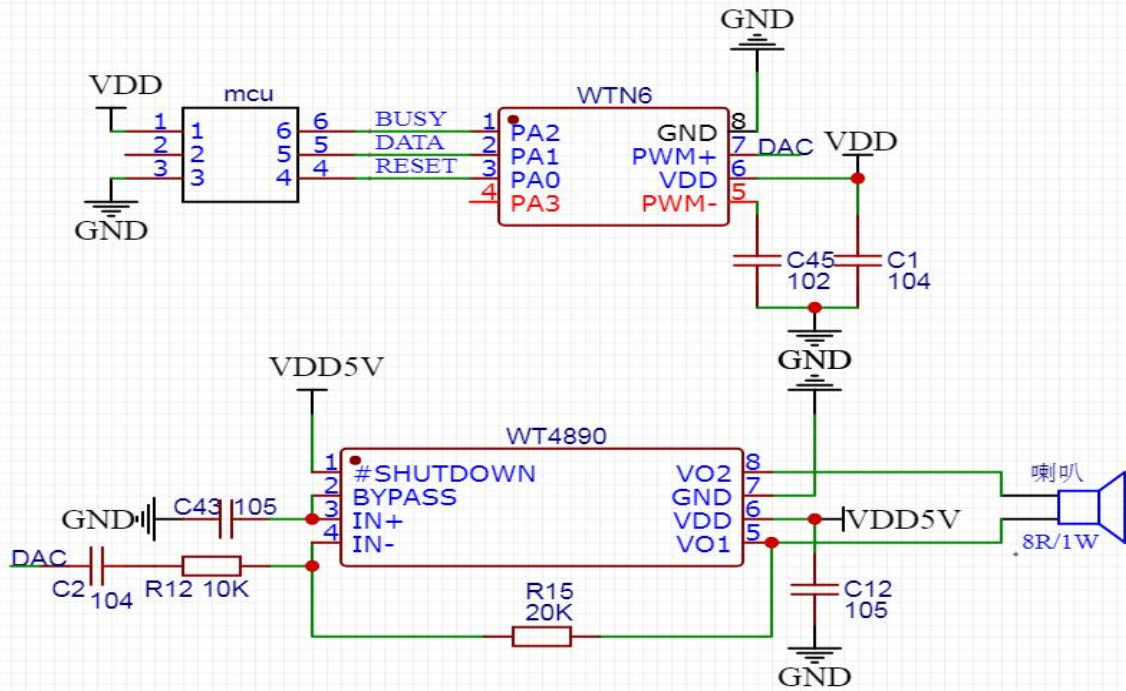 GND
VDD
mcu
WTN6
1 1 6 6 BUSY 1 PA2 GND 8
2 2 5 5 DATA 2 PA1 PWM+ 7 DAC VDD
3 3 4 4 RESET 3 PA0 VDD 6
4 PA3 PWM- 5
GND
C45 C1
102 104
GND
VDD5V
WT4890
1 #SHUTDOWN VO2 8 喇叭
2 BYPASS GND 7
GND C43 105 3 IN+ VDD 6 VDD5V
4 IN- VO1 5 8R/1W
DAC
C2 104 R12 10K
R15
20K
C12
105
GND